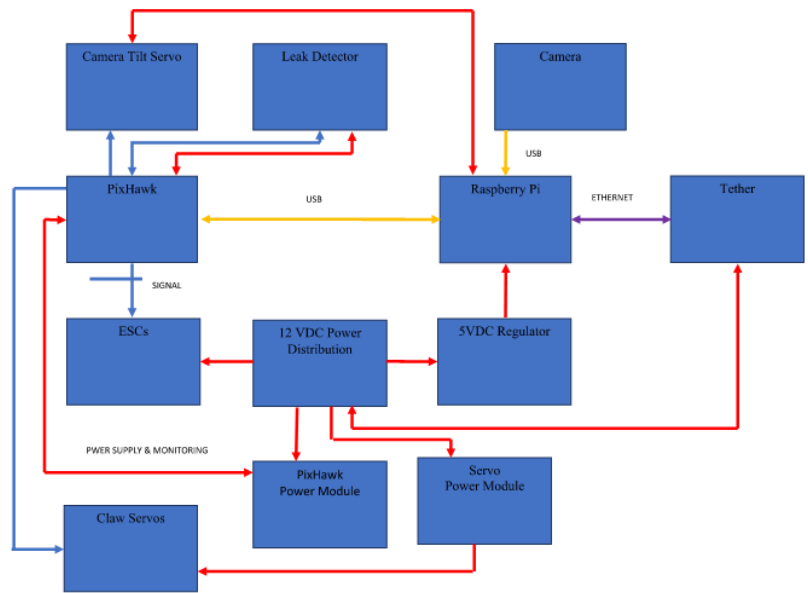 Camera Tilt Servo
Leak Detector
Camera
USB
PixHawk
USB
Raspberry Pi
ETHERNET
Tether
SIGNAL
ESCs
12 VDC Power
Distribution
5VDC Regulator
PWER SUPPLY & MONITORING
PixHawk
Power Module
Servo
Power Module
Claw Servos